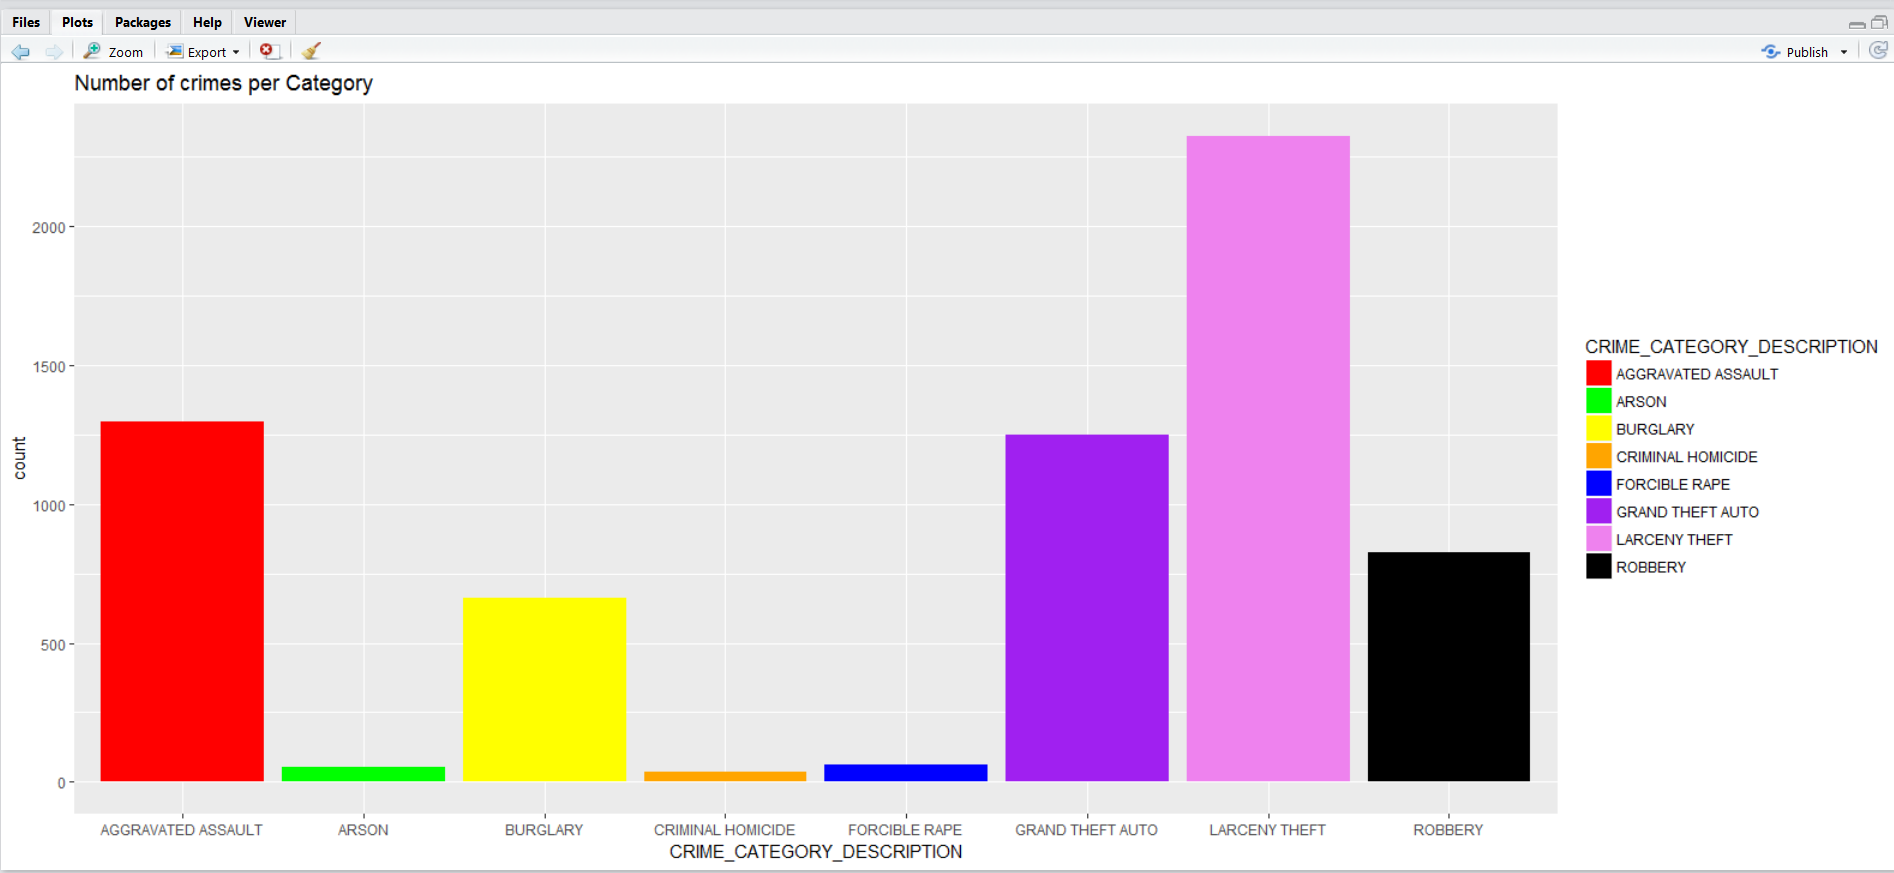 Files Plots Packages Help Viewer
Zoom Export Publish
Number of crimes per Category
2000
1500
1000
500
0
count
AGGRAVATED ASSAULT ARSON BURGLARY CRIMINAL HOMICIDE FORCIBLE RAPE GRAND THEFT AUTO LARCENY THEFT ROBBERY
CRIME_CATEGORY_DESCRIPTION
CRIME_CATEGORY_DESCRIPTION
AGGRAVATED ASSAULT
ARSON
BURGLARY
CRIMINAL HOMICIDE
FORCIBLE RAPE
GRAND THEFT AUTO
LARCENY THEFT
ROBBERY